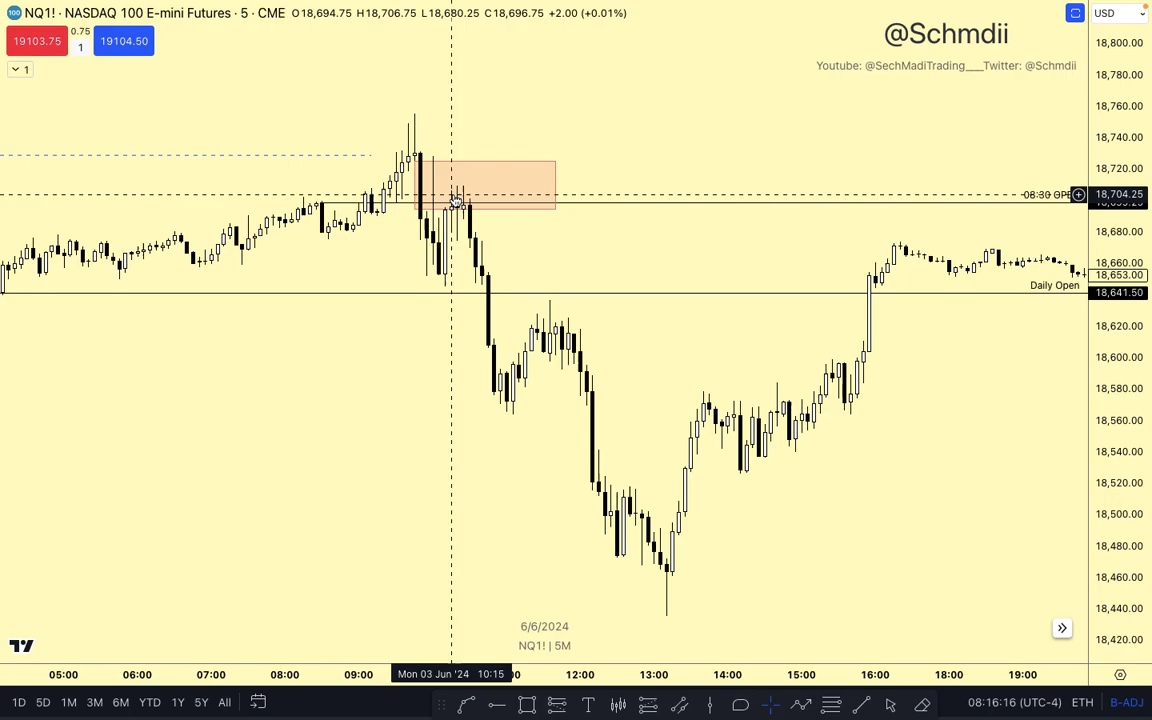 NQ1! · NASDAQ 100 E-mini Futures · 5 · CME O18,694.75 H18,706.75 L18,680.25 C18,696.75 +2.00 (+0.01%)
USD
19103.75 0.75 1 19104.50
1
@Schmdii
Youtube: @SechMadiTrading___Twitter: @Schmdii
18,800.00
18,780.00
18,760.00
18,740.00
18,720.00
08:30 OPE
18,704.25
18,680.00
18,660.00
18,653.00
Daily Open
18,641.50
18,620.00
18,600.00
18,580.00
18,560.00
18,540.00
18,520.00
18,500.00
18,480.00
18,460.00
18,440.00
18,420.00
6/6/2024
NQ1! | 5M
05:00 06:00 07:00 08:00 09:00 Mon 03 Jun '24 10:15 12:00 13:00 14:00 15:00 16:00 17:00 18:00 19:00
1D 5D 1M 3M 6M YTD 1Y 5Y All 08:16:16 (UTC-4) ETH B-ADJ